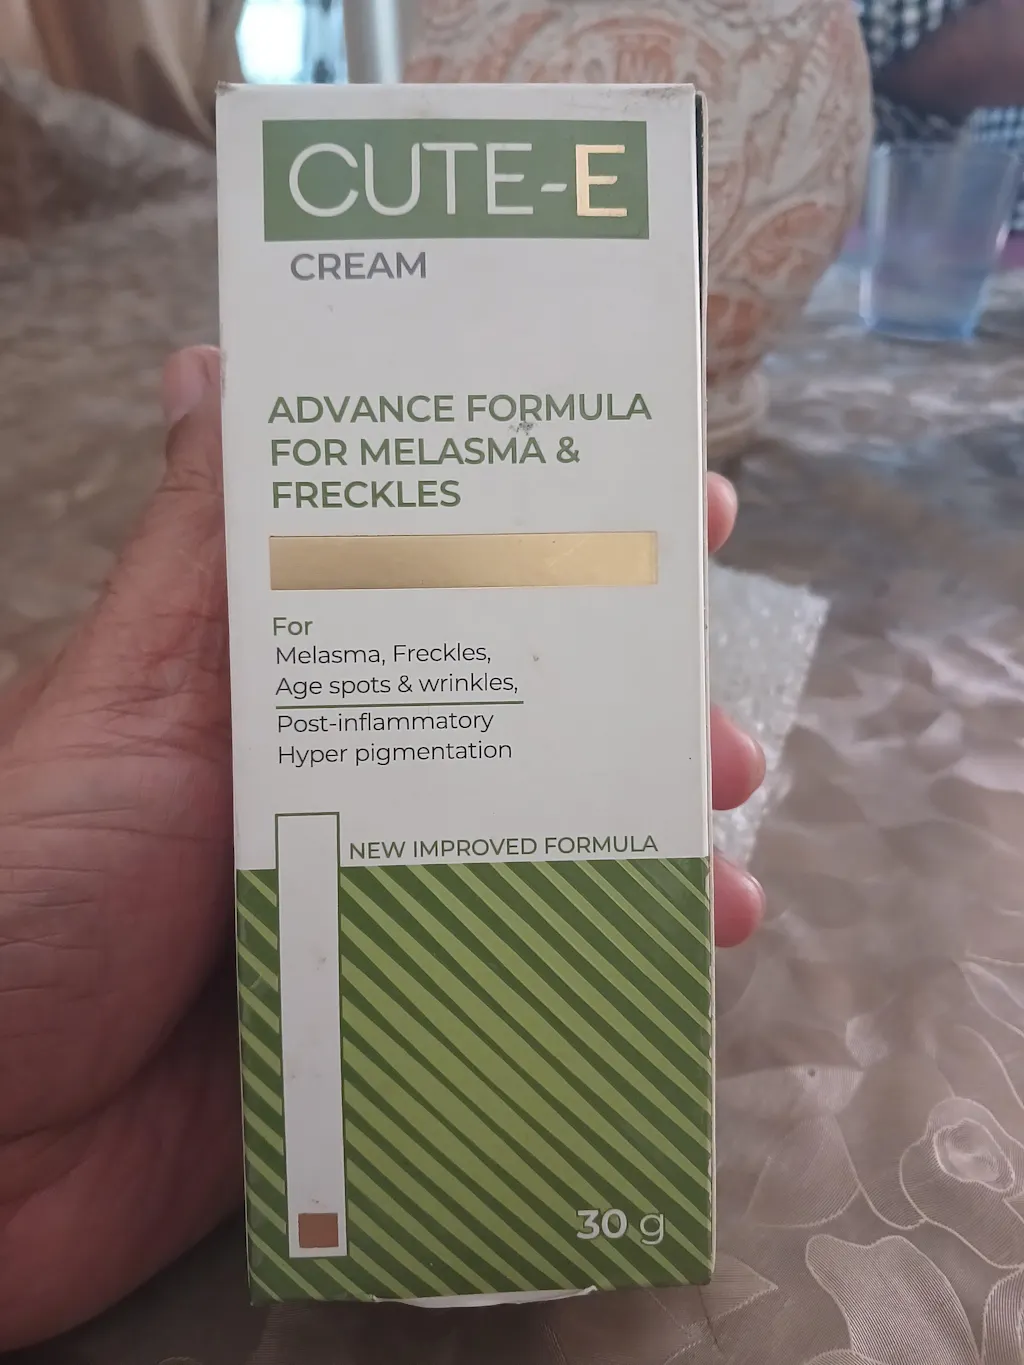 CUTE-E
CREAM
ADVANCE FORMULA
FOR MELASMA &
FRECKLES
For
Melasma, Freckles,
Age spots & wrinkles,
Post-inflammatory
Hyper pigmentation
NEW IMPROVED FORMULA
30 g